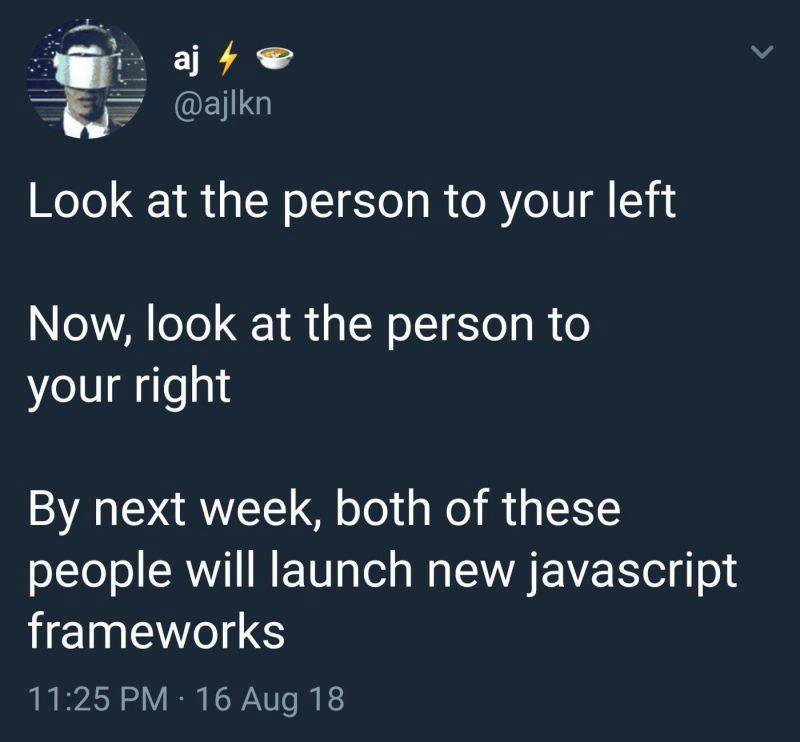 aj ⚡ 🍲
@ajlkn
Look at the person to your left
Now, look at the person to
your right
By next week, both of these
people will launch new javascript
frameworks
11:25 PM · 16 Aug 18